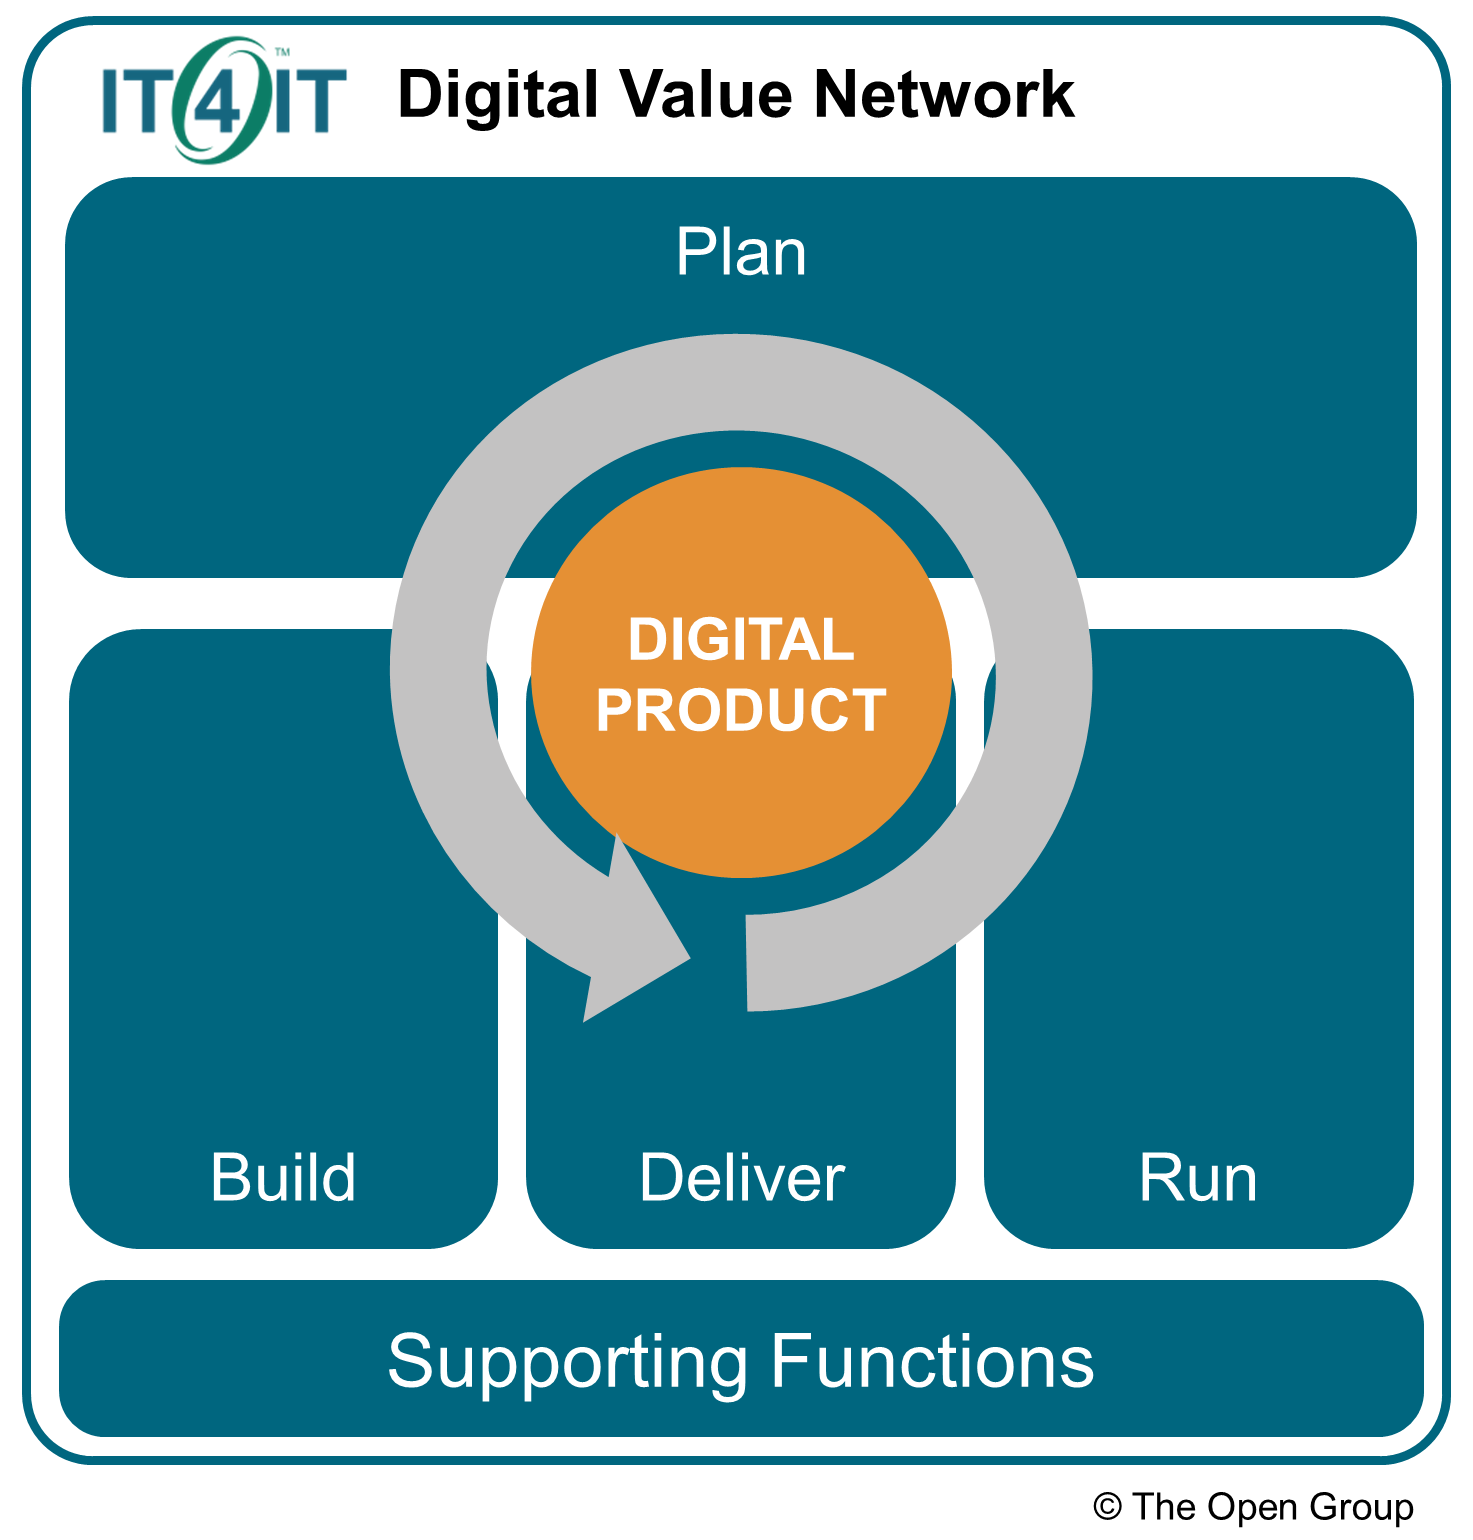 IT4IT™ Digital Value Network
Plan
DIGITAL
PRODUCT
Build Deliver Run
Supporting Functions
© The Open Group